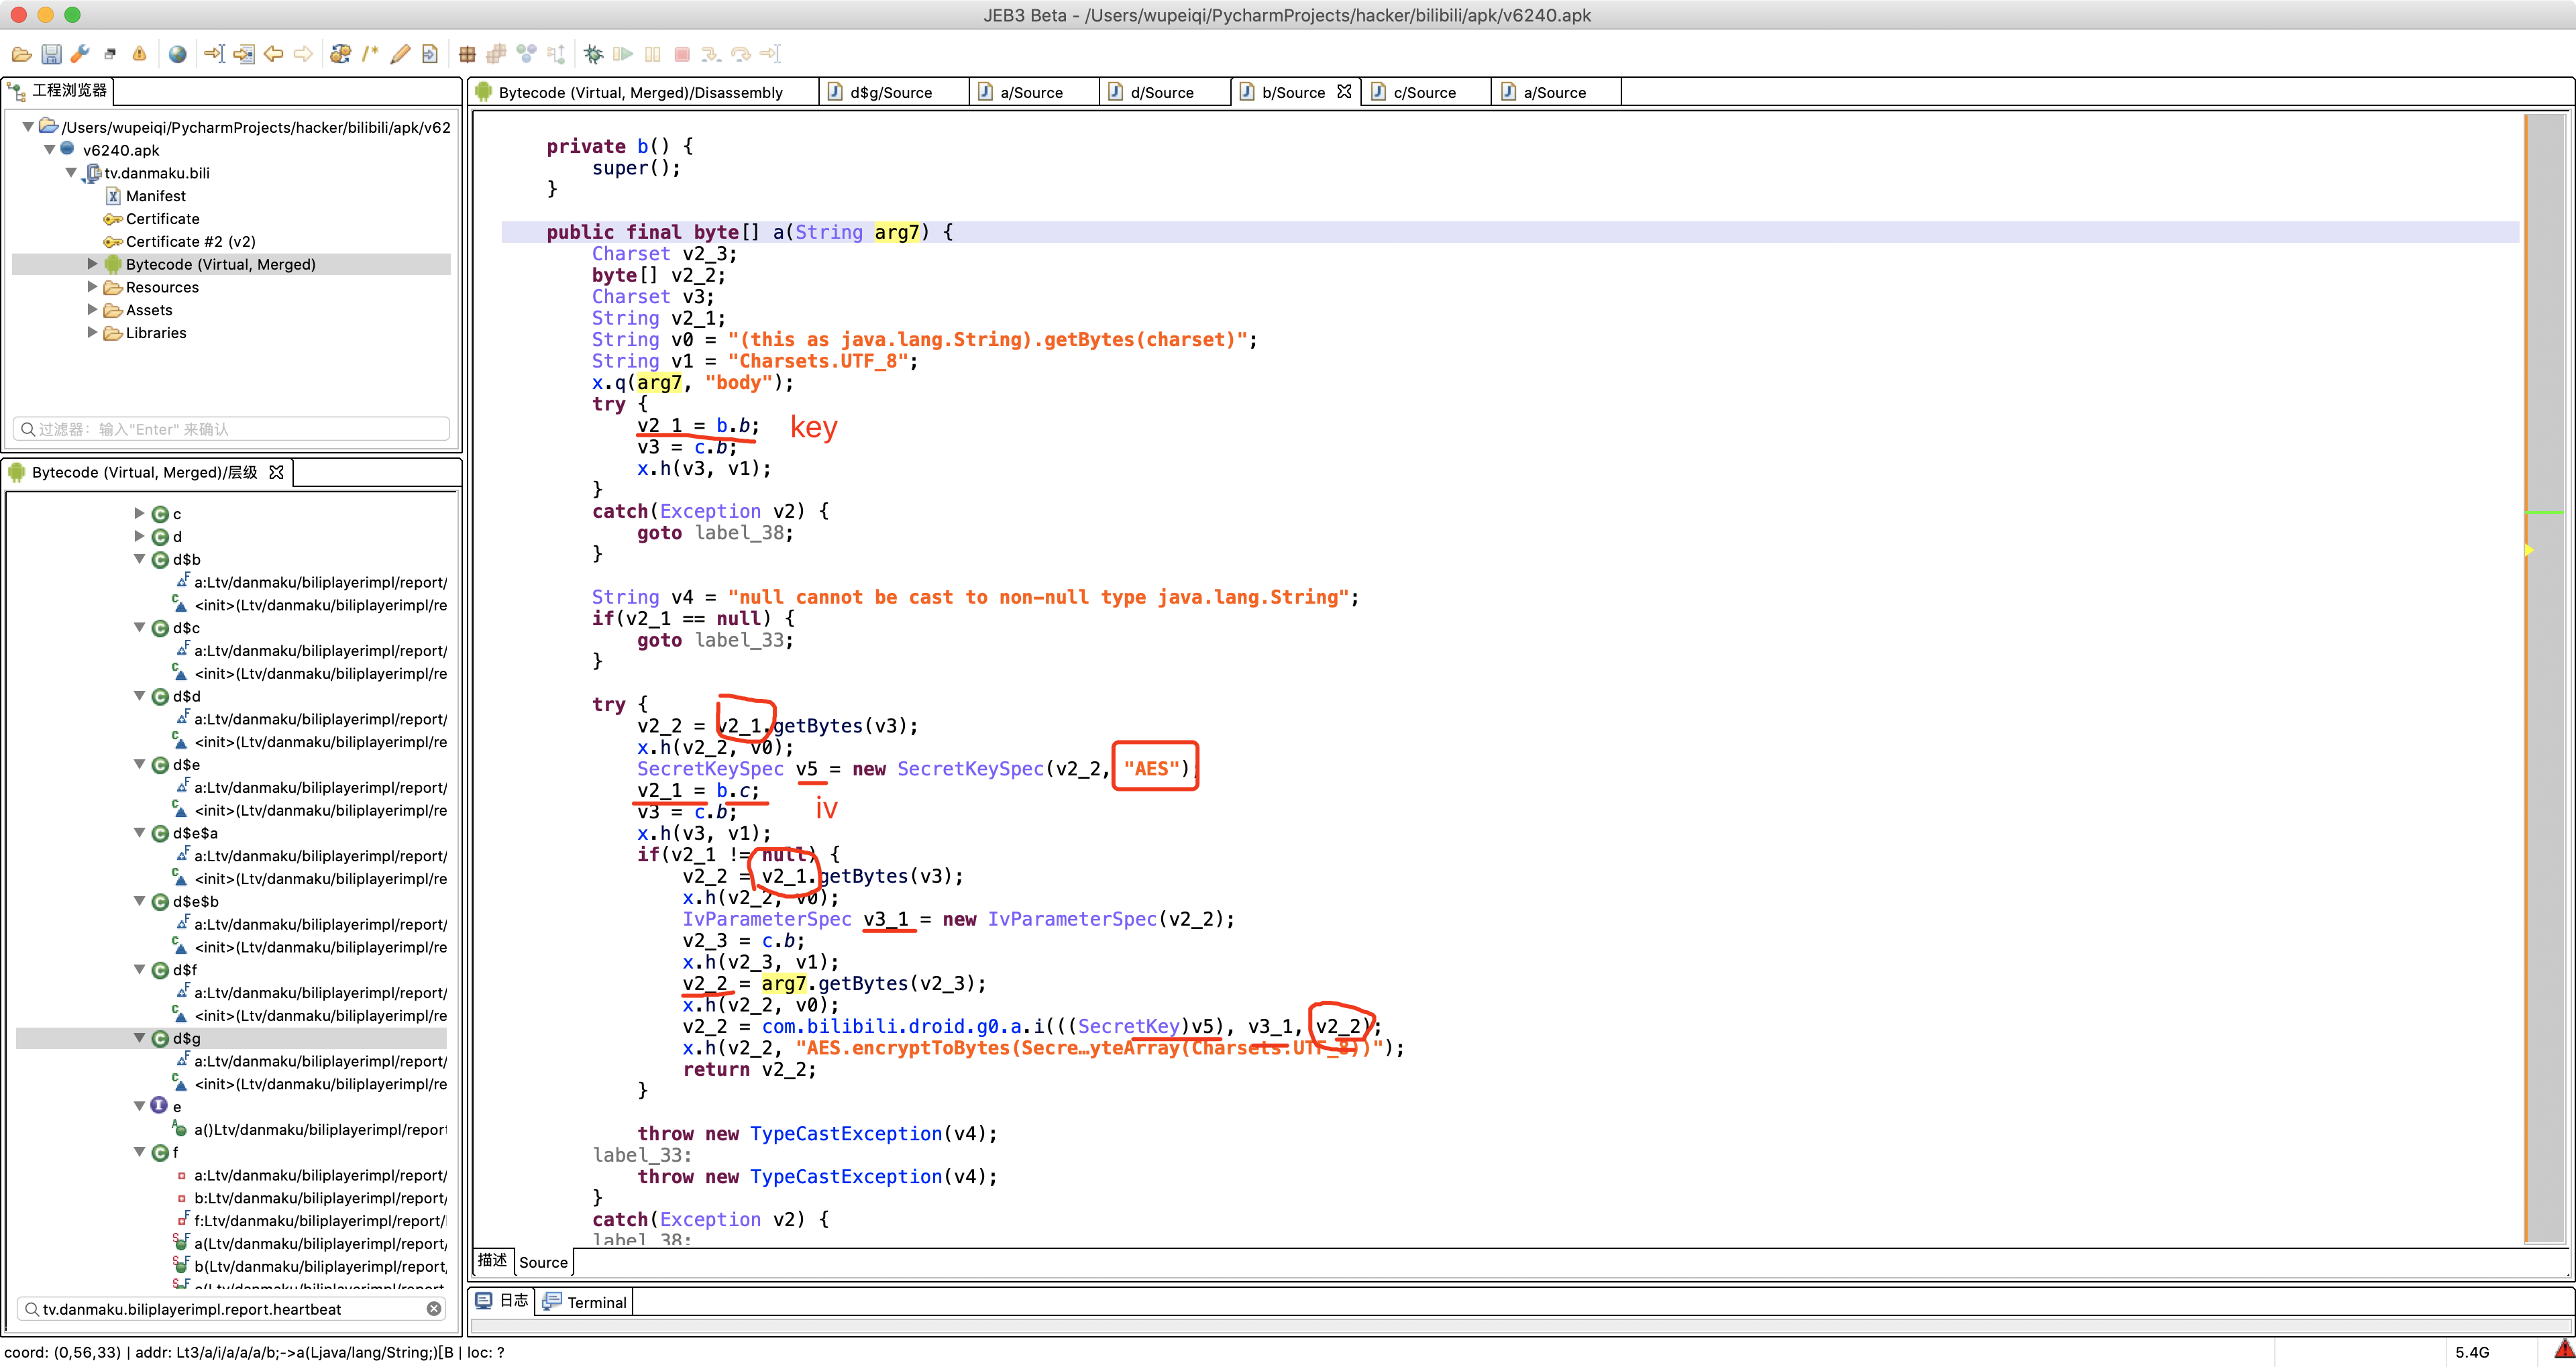 JEB3 Beta - /Users/wupeiqi/PycharmProjects/hacker/bilibili/apk/v6240.apk
工程浏览器
/Users/wupeiqi/PycharmProjects/hacker/bilibili/apk/v62
v6240.apk
tv.danmaku.bili
Manifest
Certificate
Certificate #2 (v2)
Bytecode (Virtual, Merged)
Resources
Assets
Libraries
过滤器：输入"Enter" 来确认
Bytecode (Virtual, Merged)/层级
c
d
d$b
a:Ltv/danmaku/biliplayerimpl/report/
<init>(Ltv/danmaku/biliplayerimpl/re
d$c
a:Ltv/danmaku/biliplayerimpl/report/
<init>(Ltv/danmaku/biliplayerimpl/re
d$d
a:Ltv/danmaku/biliplayerimpl/report/
<init>(Ltv/danmaku/biliplayerimpl/re
d$e
a:Ltv/danmaku/biliplayerimpl/report/
<init>(Ltv/danmaku/biliplayerimpl/re
d$e$a
a:Ltv/danmaku/biliplayerimpl/report/
<init>(Ltv/danmaku/biliplayerimpl/re
d$e$b
a:Ltv/danmaku/biliplayerimpl/report/
<init>(Ltv/danmaku/biliplayerimpl/re
d$f
a:Ltv/danmaku/biliplayerimpl/report/
<init>(Ltv/danmaku/biliplayerimpl/re
d$g
a:Ltv/danmaku/biliplayerimpl/report/
<init>(Ltv/danmaku/biliplayerimpl/re
e
a()Ltv/danmaku/biliplayerimpl/report
f
a:Ltv/danmaku/biliplayerimpl/report/
b:Ltv/danmaku/biliplayerimpl/report/
f:Ltv/danmaku/biliplayerimpl/report/
a(Ltv/danmaku/biliplayerimpl/report/
b(Ltv/danmaku/biliplayerimpl/report/
tv.danmaku.biliplayerimpl.report.heartbeat
Bytecode (Virtual, Merged)/Disassembly
d$g/Source
a/Source
d/Source
b/Source
c/Source
a/Source
private b() {
super();
}
public final byte[] a(String arg7) {
Charset v2_3;
byte[] v2_2;
Charset v3;
String v2_1;
String v0 = "(this as java.lang.String).getBytes(charset)";
String v1 = "Charsets.UTF_8";
x.q(arg7, "body");
try {
v2_1 = b.b; key
v3 = c.b;
x.h(v3, v1);
}
catch(Exception v2) {
goto label_38;
}
String v4 = "null cannot be cast to non-null type java.lang.String";
if(v2_1 == null) {
goto label_33;
}
try {
v2_2 = v2_1.getBytes(v3);
x.h(v2_2, v0);
SecretKeySpec v5 = new SecretKeySpec(v2_2, "AES");
v2_1 = b.c; iv
v3 = c.b;
x.h(v3, v1);
if(v2_1 != null) {
v2_2 = v2_1.getBytes(v3);
x.h(v2_2, v0);
IvParameterSpec v3_1 = new IvParameterSpec(v2_2);
v2_3 = c.b;
x.h(v2_3, v1);
v2_2 = arg7.getBytes(v2_3);
x.h(v2_2, v0);
v2_2 = com.bilibili.droid.g0.a.i(((SecretKey)v5), v3_1, v2_2);
x.h(v2_2, "AES.encryptToBytes(Secre…yteArray(Charsets.UTF_8))");
return v2_2;
}
throw new TypeCastException(v4);
label_33:
throw new TypeCastException(v4);
}
catch(Exception v2) {
label_38:
描述
Source
日志
Terminal
coord: (0,56,33) | addr: Lt3/a/i/a/a/a/b;->a(Ljava/lang/String;)[B | loc: ?
5.4G